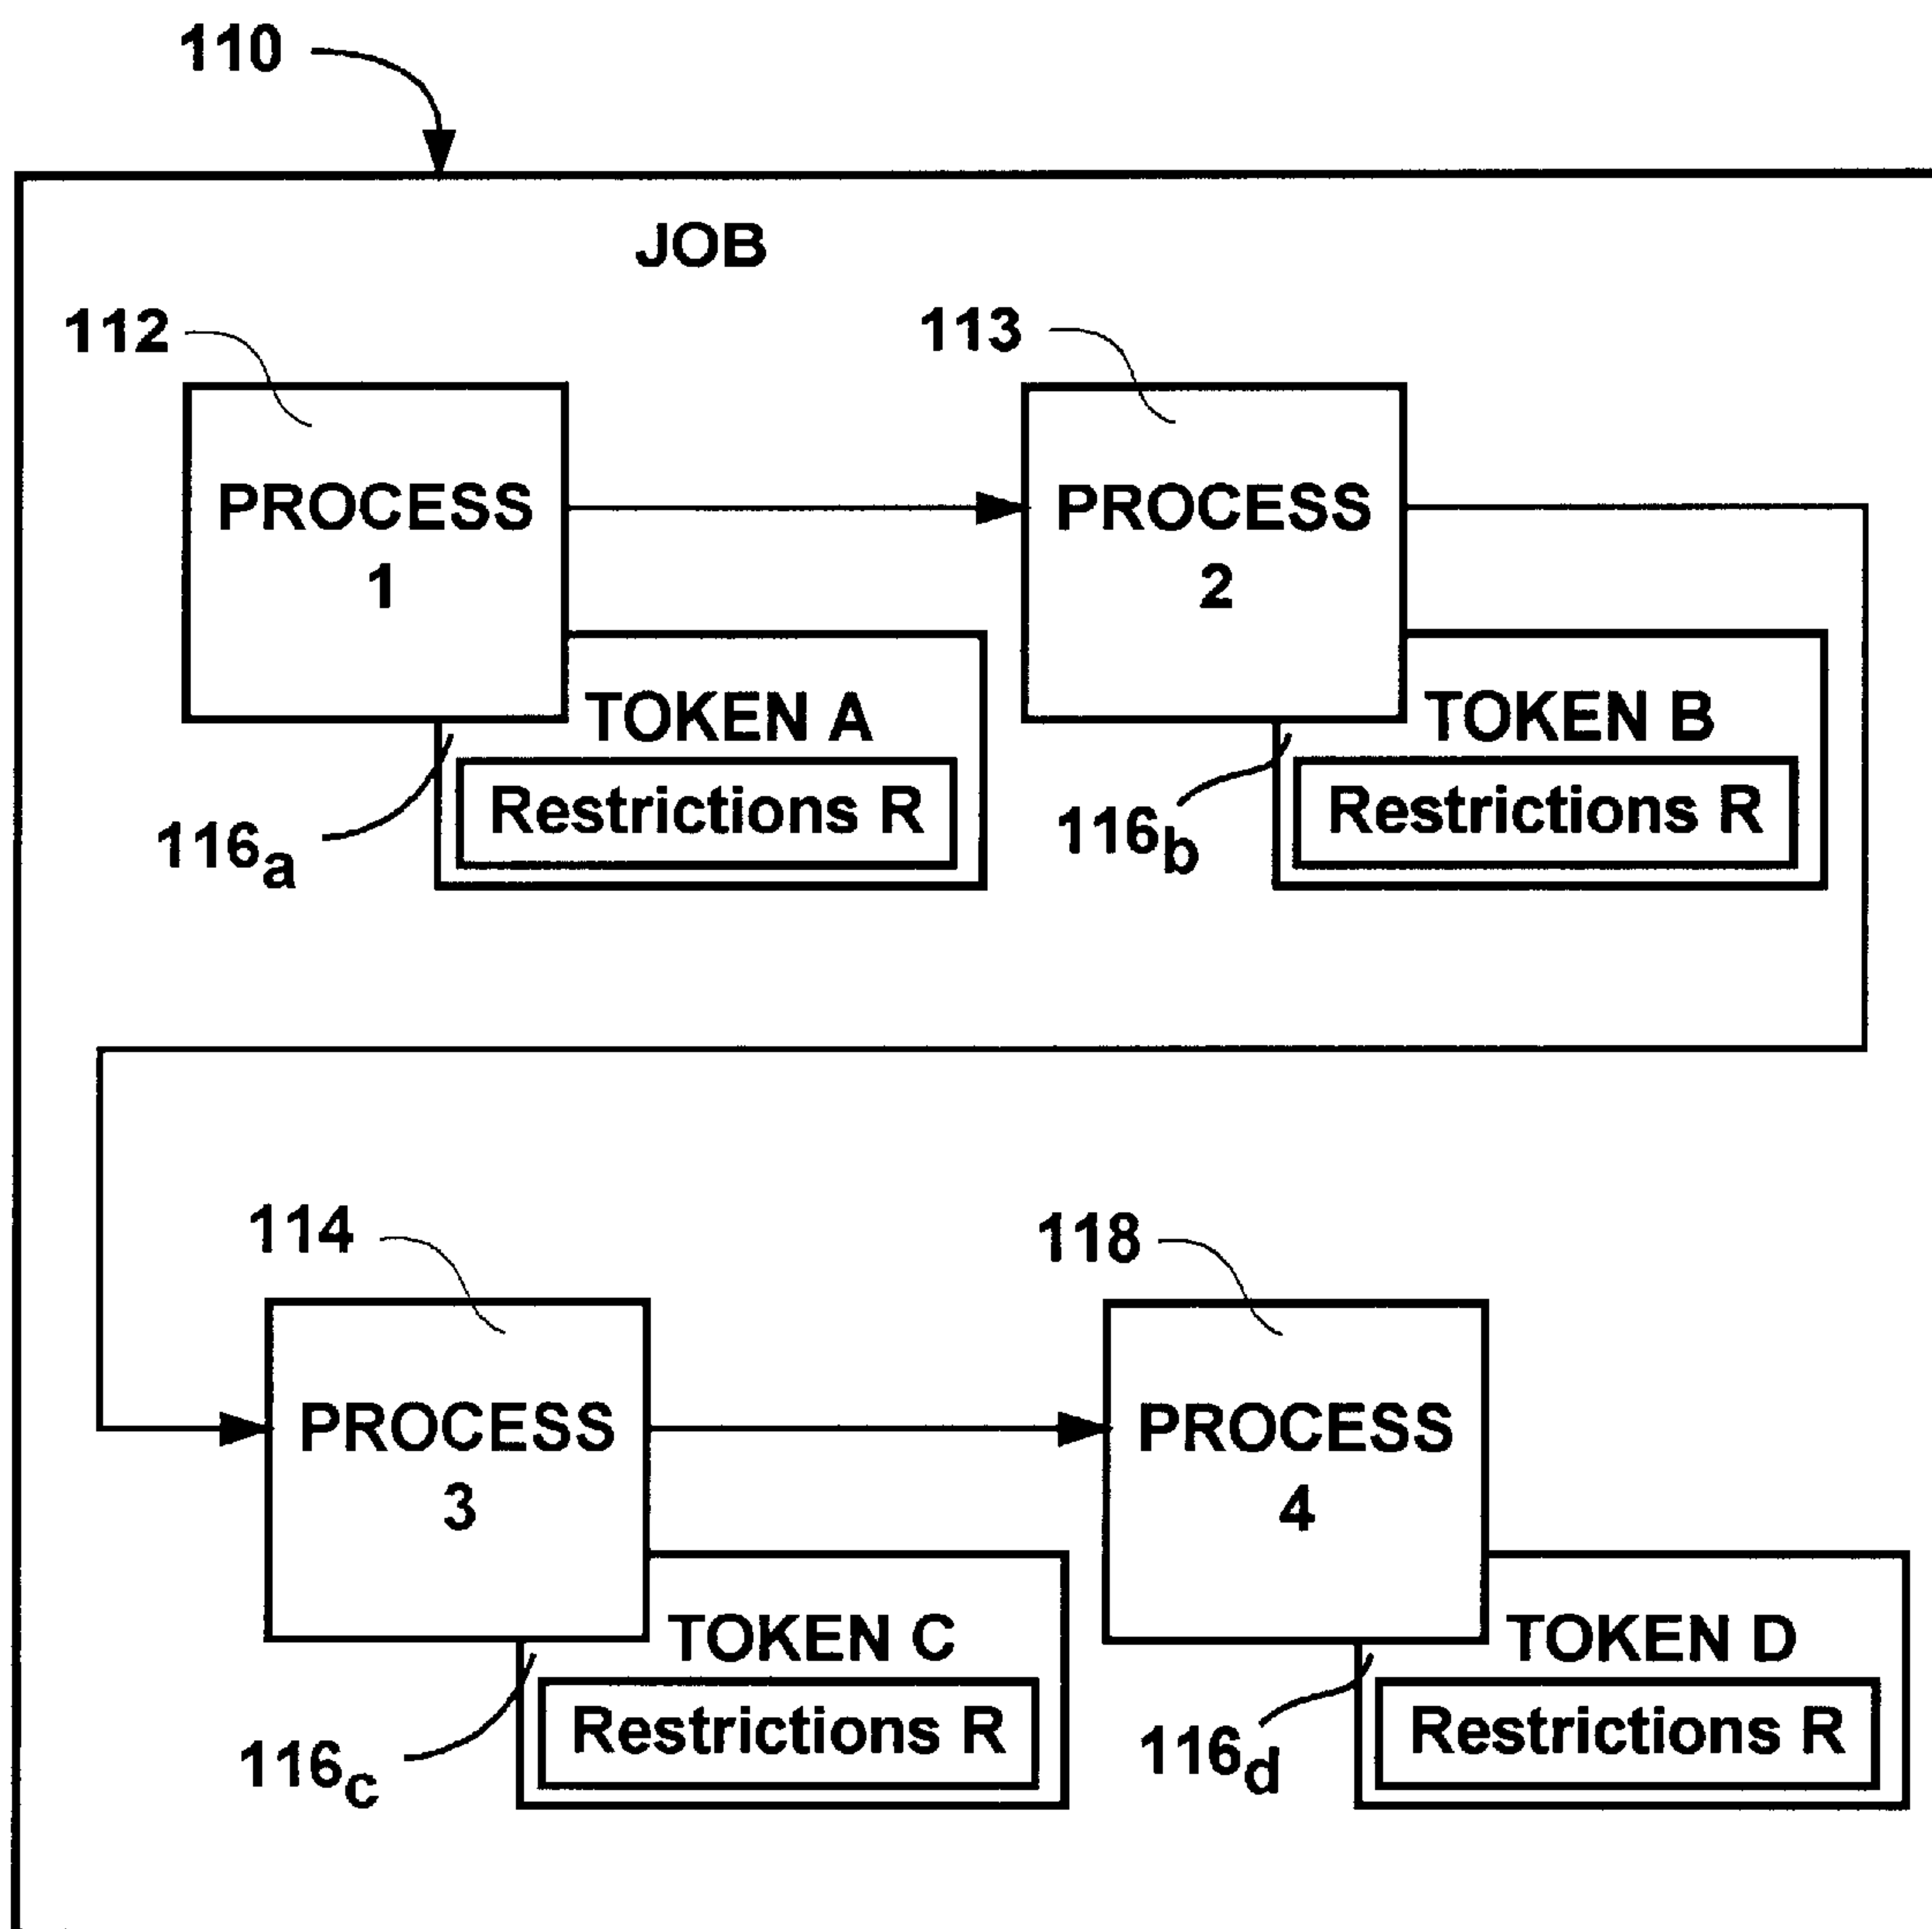 110
JOB
112
113
PROCESS
1
PROCESS
2
TOKEN A
Restrictions R
116a
TOKEN B
Restrictions R
116b
114
118
PROCESS
3
PROCESS
4
TOKEN C
Restrictions R
116c
TOKEN D
Restrictions R
116d